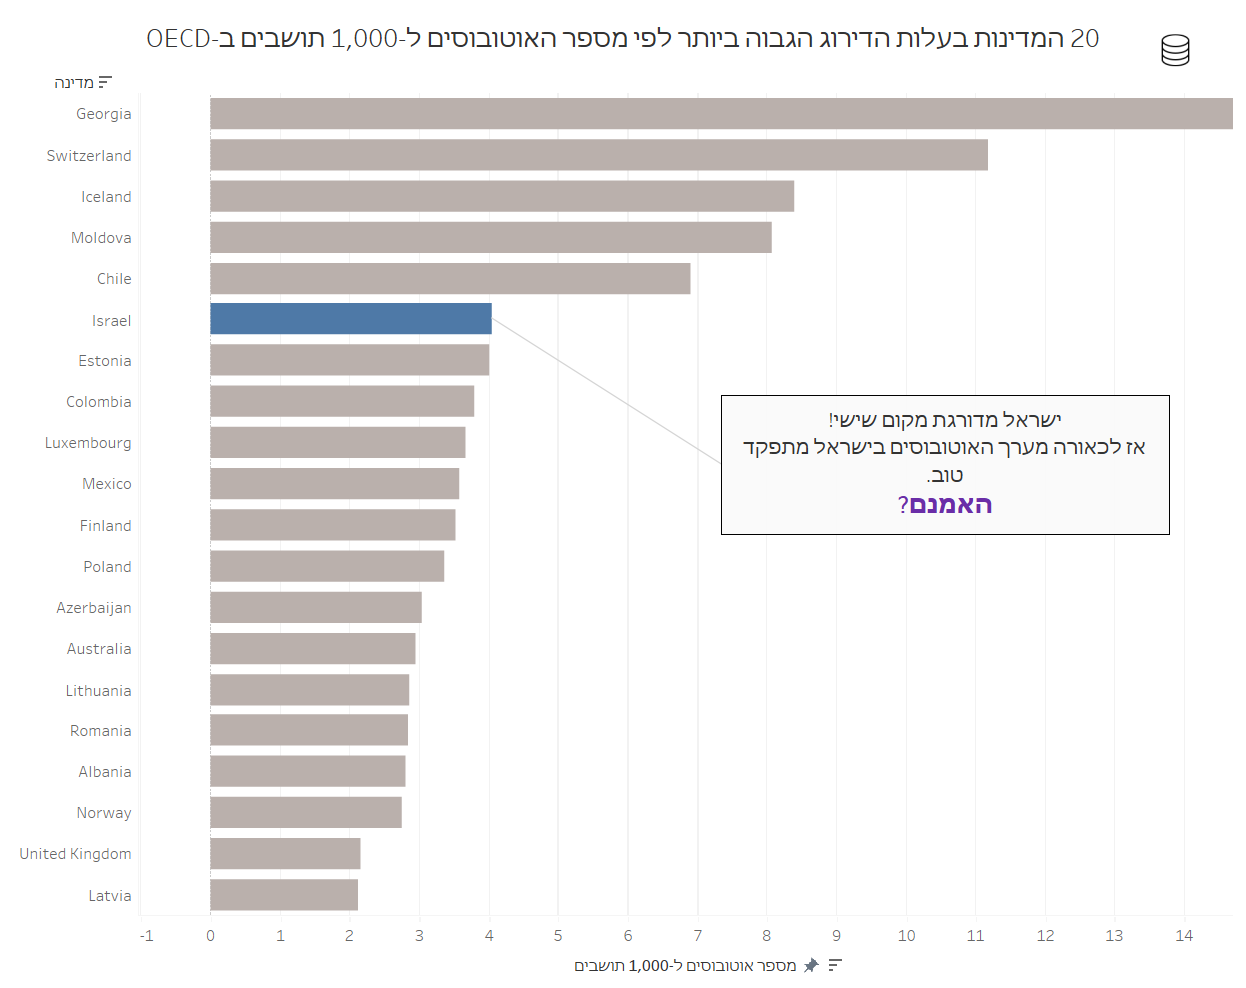 20 המדינות בעלות הדירוג הגבוה ביותר לפי מספר האוטובוסים ל-1,000 תושבים ב-OECD
מדינה
Georgia
Switzerland
Iceland
Moldova
Chile
Israel
Estonia
Colombia
Luxembourg
Mexico
Finland
Poland
Azerbaijan
Australia
Lithuania
Romania
Albania
Norway
United Kingdom
Latvia
ישראל מדורגת מקום שישי!
אז לכאורה מערך האוטובוסים בישראל מתפקד
טוב.
האמנם?
-1 0 1 2 3 4 5 6 7 8 9 10 11 12 13 14
מספר אוטובוסים ל-1,000 תושבים